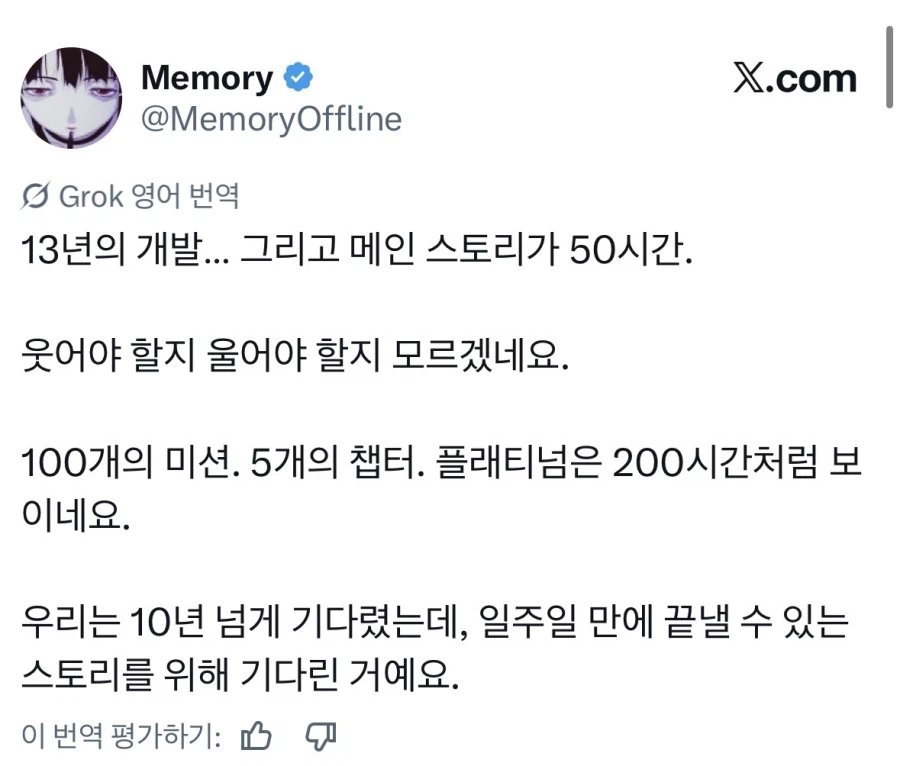 Memory
X.com
@MemoryOffline
Grok 영어 번역
13년의 개발... 그리고 메인 스토리가 50시간.
웃어야 할지 울어야 할지 모르겠네요.
100개의 미션. 5개의 챕터. 플래티넘은 200시간처럼 보
이네요.
우리는 10년 넘게 기다렸는데, 일주일 만에 끝낼 수 있는
스토리를 위해 기다린 거예요.
이 번역 평가하기: